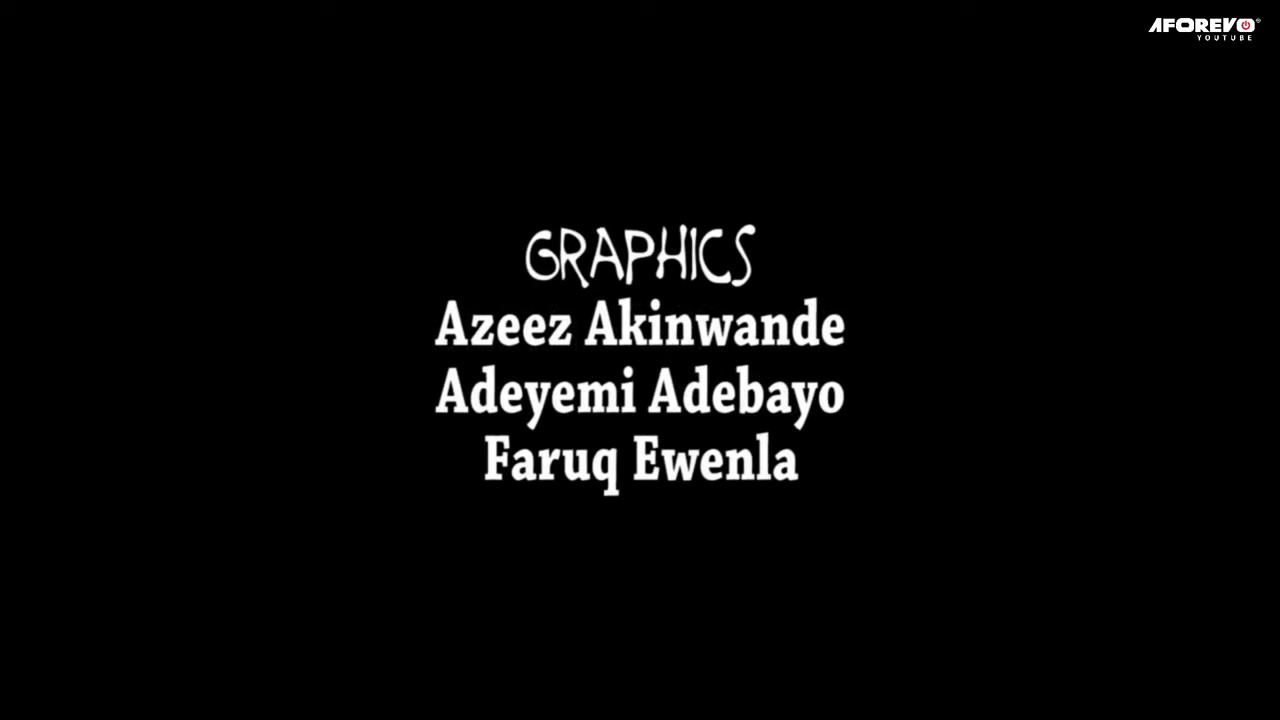 AFOREVO
YOUTUBE
GRAPHICS
Azeez Akinwande
Adeyemi Adebayo
Faruq Ewenla